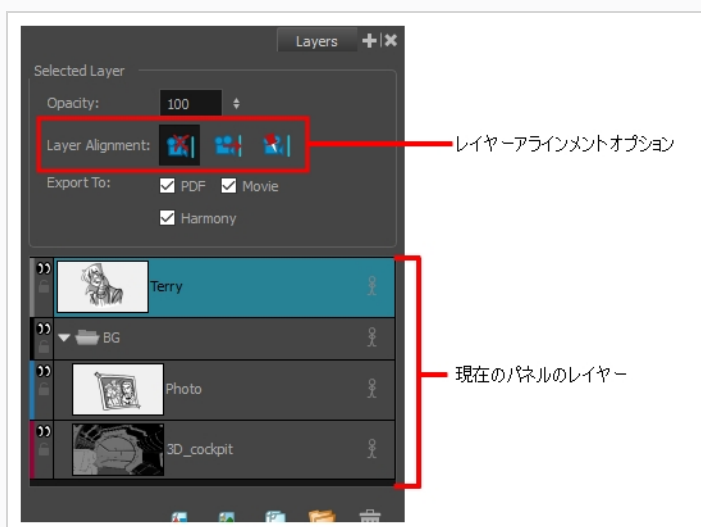 Layers
Selected Layer
Opacity: 100
Layer Alignment:
レイヤーアラインメントオプション
Export To: PDF Movie
Harmony
Terry
BG
Photo
現在のパネルのレイヤー
3D_cockpit